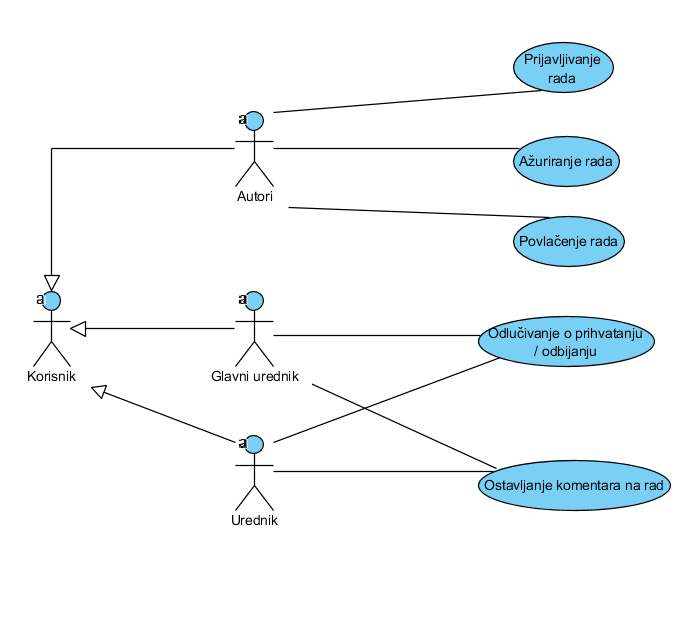 Prijavljivanje
rada
a
Ažuriranje rada
Autori
Povlačenje rada
a
a
Odlučivanje o prihvatanju
/ odbijanju
Korisnik
Glavni urednik
a
Ostavljanje komentara na rad
Urednik